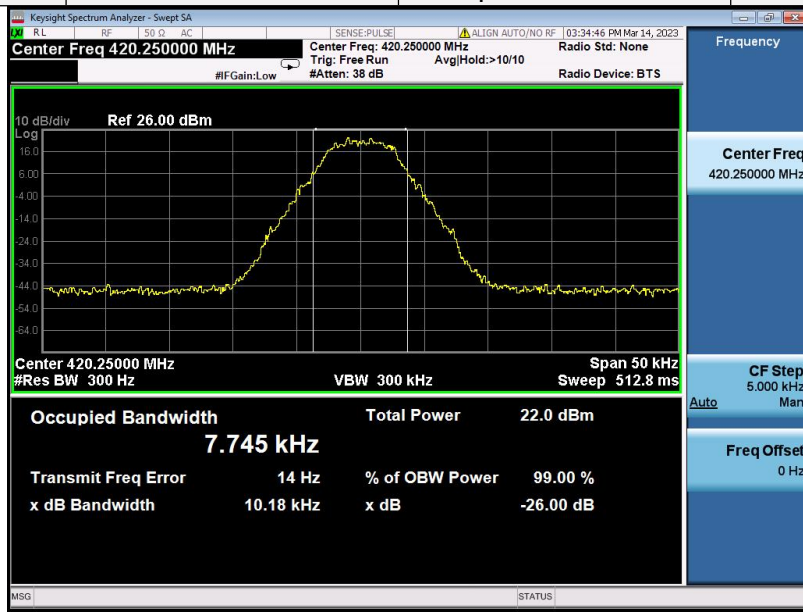 Keysight Spectrum Analyzer - Swept SA
LXI RL RF 50 Ω AC SENSE:PULSE ALIGN AUTO/NO RF 03:34:46 PM Mar 14, 2023
Center Freq 420.250000 MHz Center Freq: 420.250000 MHz Radio Std: None
Trig: Free Run Avg|Hold:>10/10
#IFGain:Low #Atten: 38 dB Radio Device: BTS
Frequency
10 dB/div Ref 26.00 dBm
Log
16.0
6.00
-4.00
-14.0
-24.0
-34.0
-44.0
-54.0
-64.0
Center Freq
420.250000 MHz
Center 420.25000 MHz Span 50 kHz
#Res BW 300 Hz VBW 300 kHz Sweep 512.8 ms
CF Step
5.000 kHz
Auto Man
Occupied Bandwidth Total Power 22.0 dBm
7.745 kHz
Transmit Freq Error 14 Hz % of OBW Power 99.00 %
x dB Bandwidth 10.18 kHz x dB -26.00 dB
Freq Offset
0 Hz
MSG STATUS